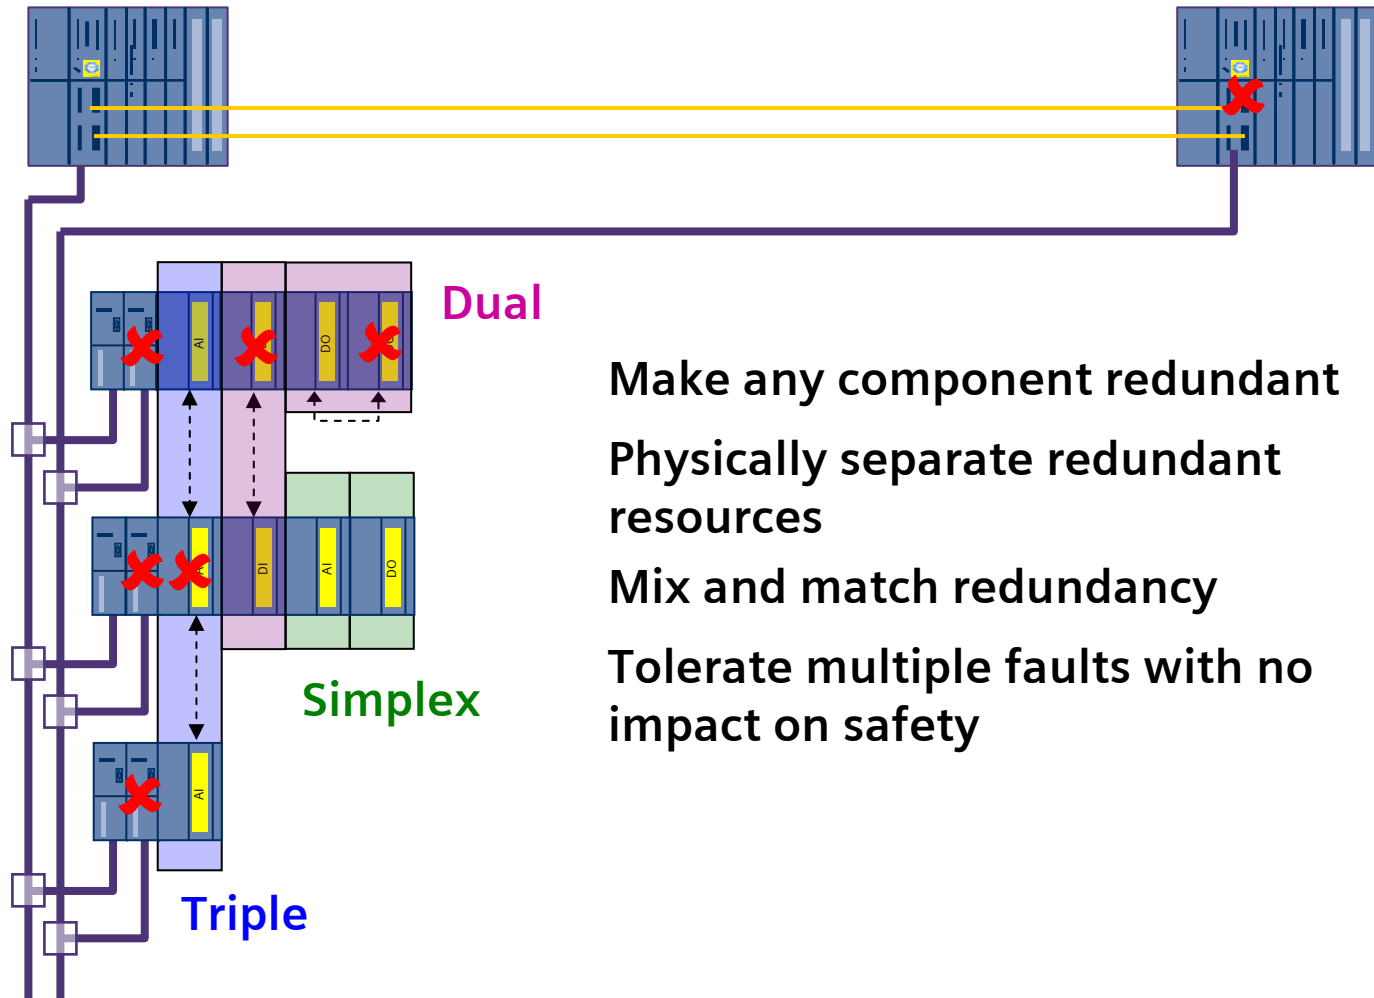 AI
DO
Dual
Make any component redundant
Physically separate redundant
resources
DI
AI
DO
Mix and match redundancy
Tolerate multiple faults with no
impact on safety
Simplex
AI
Triple